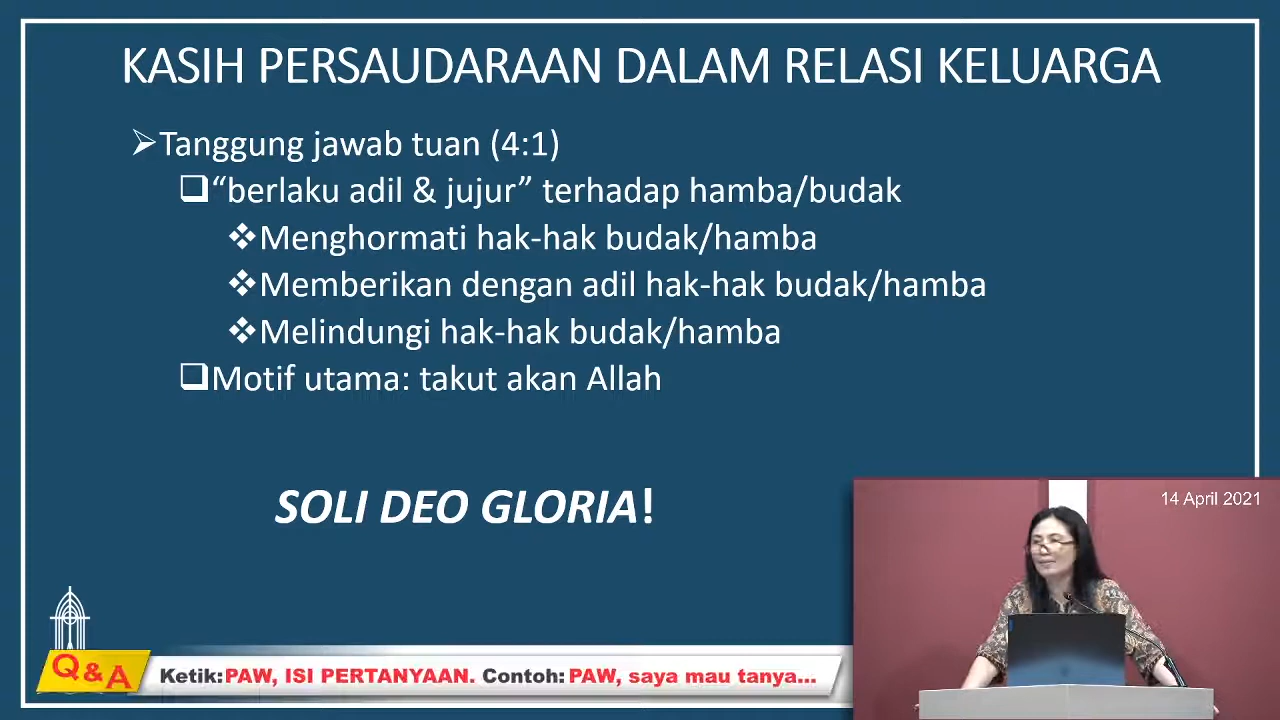 KASIH PERSAUDARAAN DALAM RELASI KELUARGA
Tanggung jawab tuan (4:1)
“berlaku adil & jujur” terhadap hamba/budak
Menghormati hak-hak budak/hamba
Memberikan dengan adil hak-hak budak/hamba
Melindungi hak-hak budak/hamba
Motif utama: takut akan Allah
SOLI DEO GLORIA!
14 April 2021
Q&A
Ketik: PAW, ISI PERTANYAAN. Contoh: PAW, saya mau tanya...